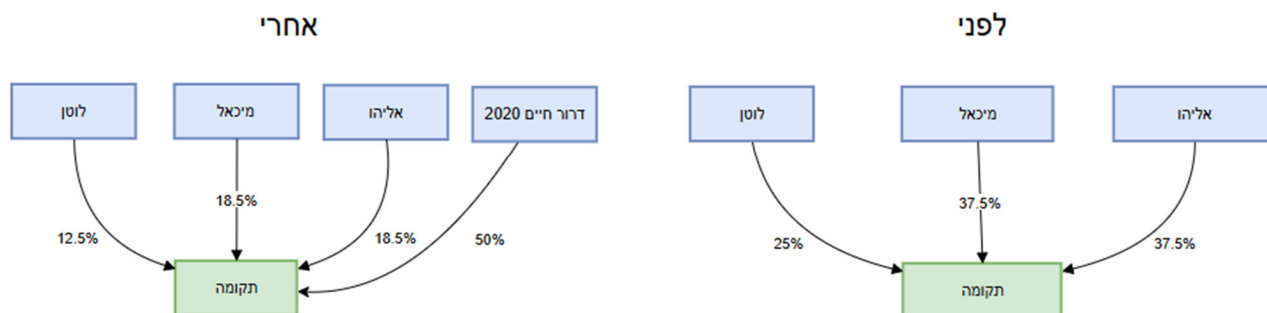 לפני
אליהו
מיכאל
לוטן
37.5%
37.5%
25%
תקומה
אחרי
דרור חיים 2020
אליהו
מיכאל
לוטן
18.5%
50%
18.5%
12.5%
תקומה